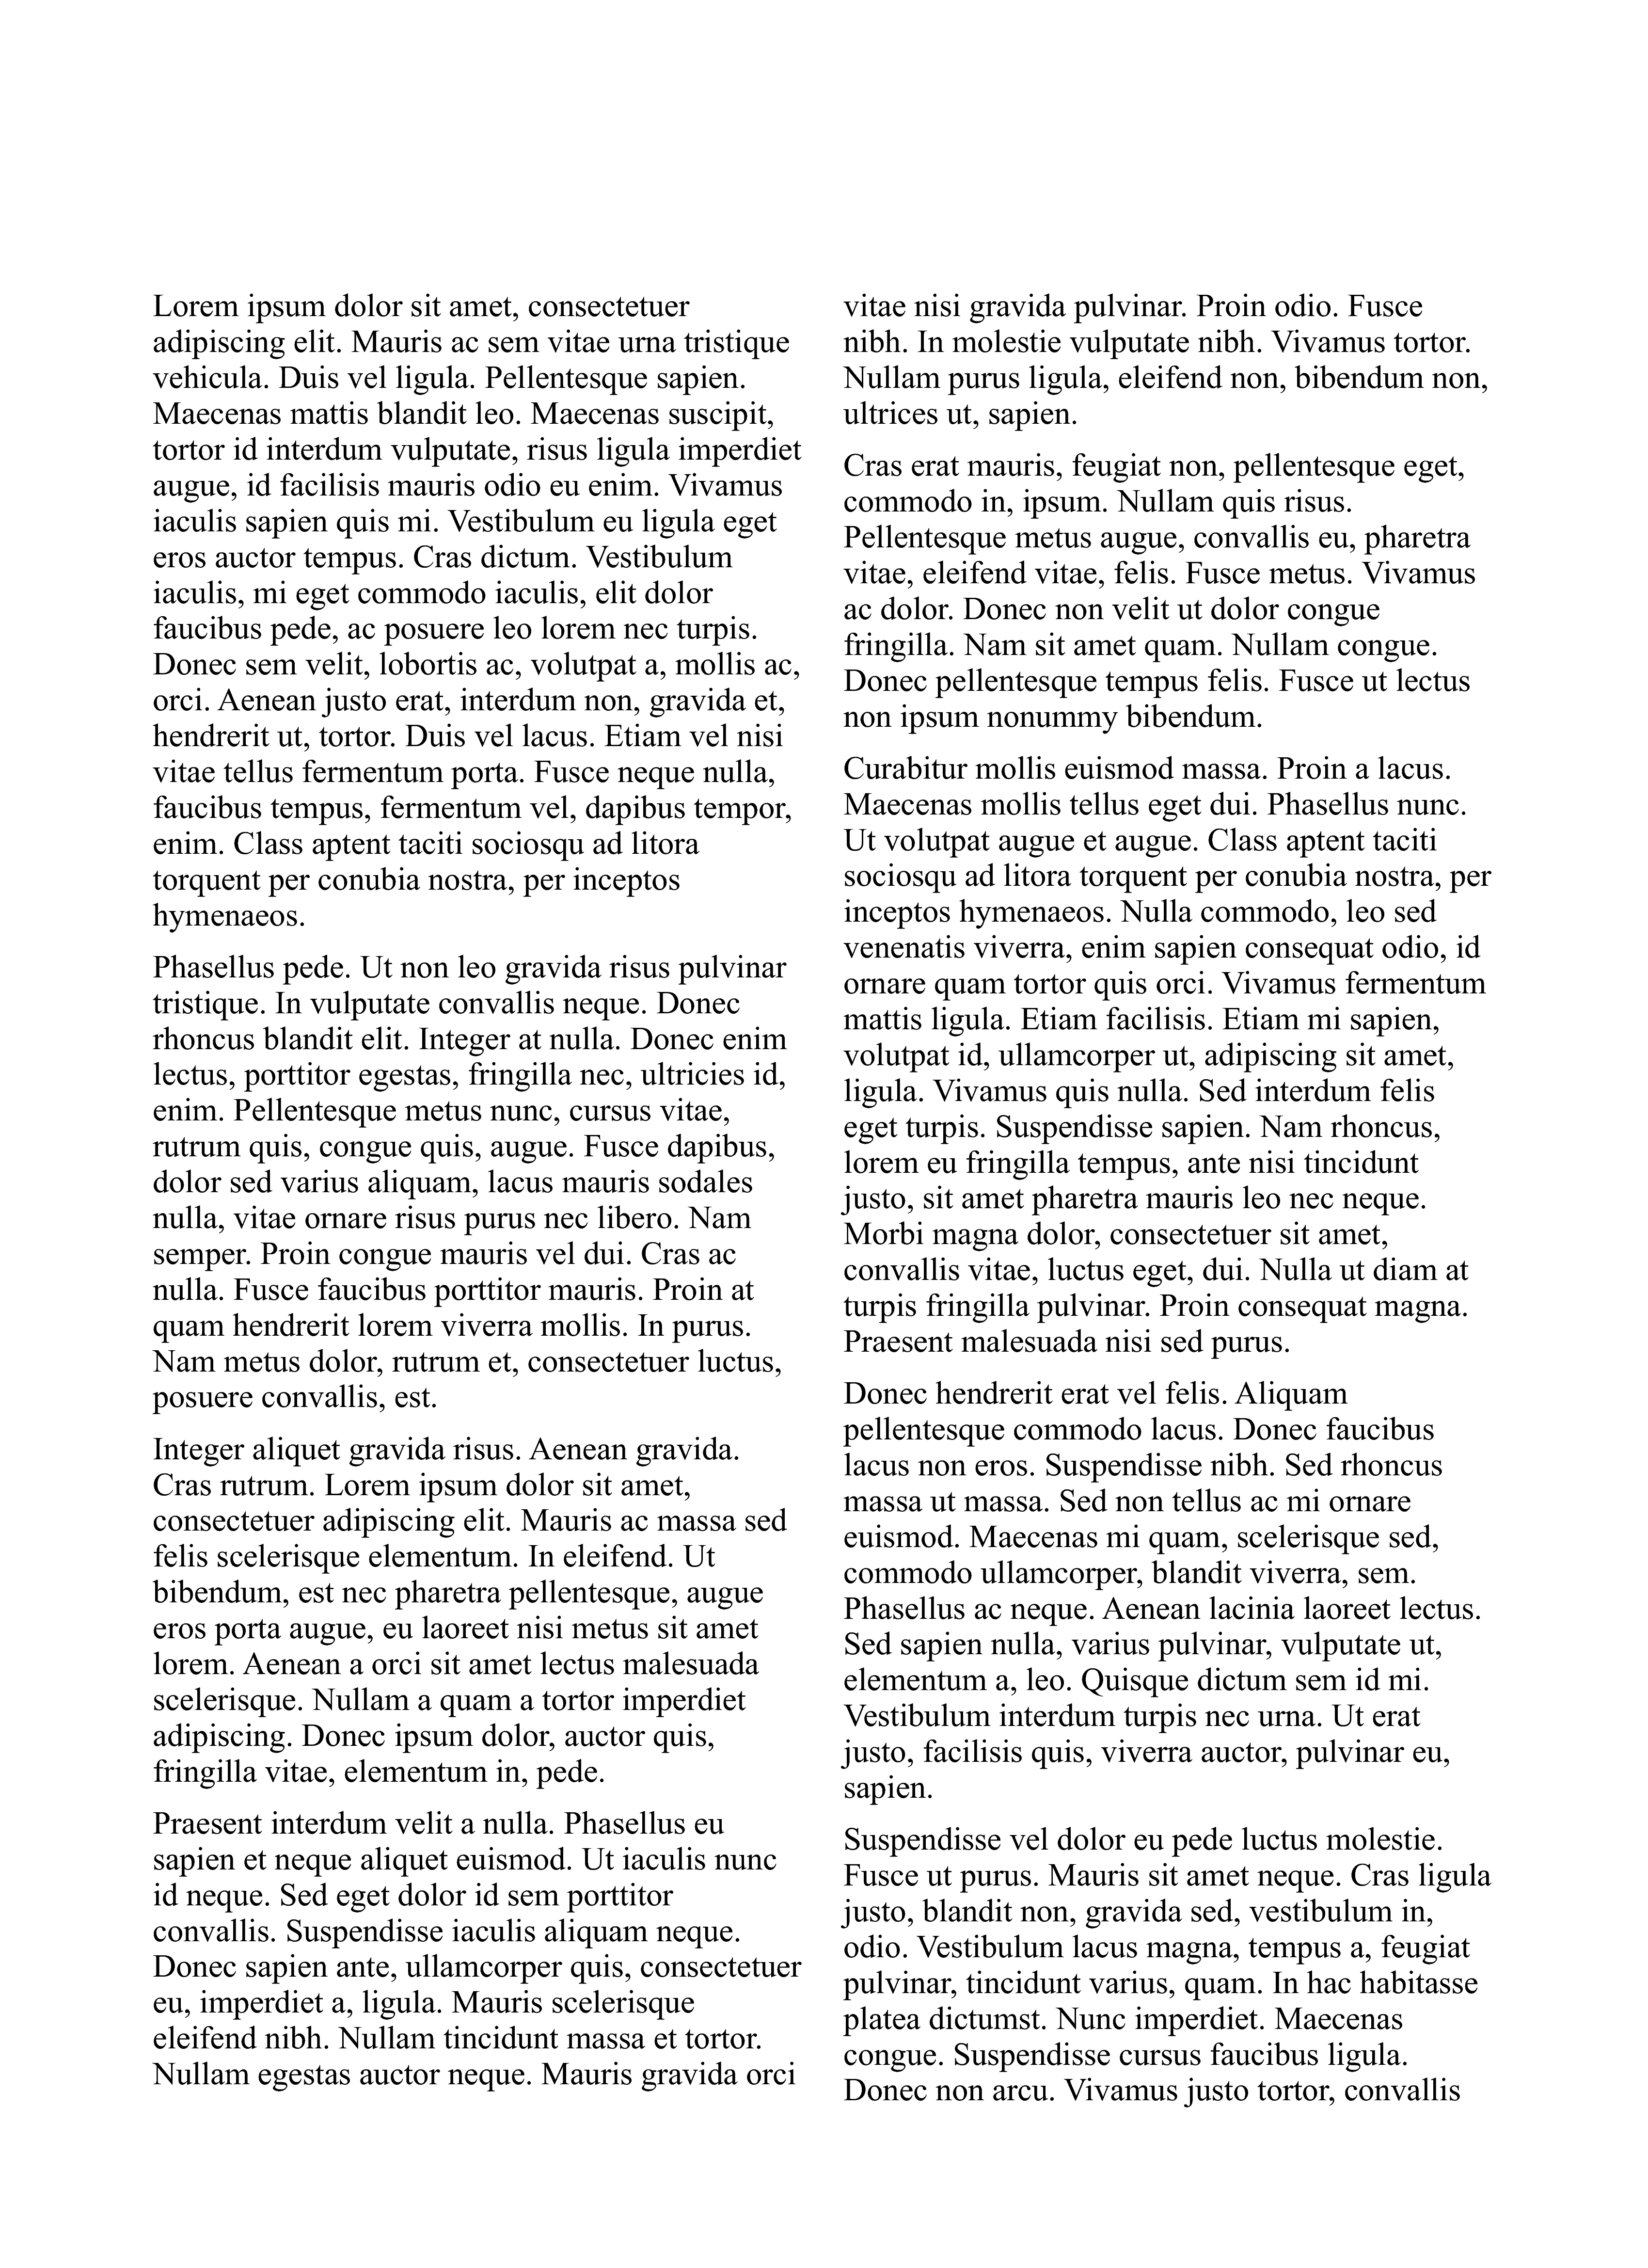 Lorem ipsum dolor sit amet, consectetuer
adipiscing elit. Mauris ac sem vitae urna tristique
vehicula. Duis vel ligula. Pellentesque sapien.
Maecenas mattis blandit leo. Maecenas suscipit,
tortor id interdum vulputate, risus ligula imperdiet
augue, id facilisis mauris odio eu enim. Vivamus
iaculis sapien quis mi. Vestibulum eu ligula eget
eros auctor tempus. Cras dictum. Vestibulum
iaculis, mi eget commodo iaculis, elit dolor
faucibus pede, ac posuere leo lorem nec turpis.
Donec sem velit, lobortis ac, volutpat a, mollis ac,
orci. Aenean justo erat, interdum non, gravida et,
hendrerit ut, tortor. Duis vel lacus. Etiam vel nisi
vitae tellus fermentum porta. Fusce neque nulla,
faucibus tempus, fermentum vel, dapibus tempor,
enim. Class aptent taciti sociosqu ad litora
torquent per conubia nostra, per inceptos
hymenaeos.
Phasellus pede. Ut non leo gravida risus pulvinar
tristique. In vulputate convallis neque. Donec
rhoncus blandit elit. Integer at nulla. Donec enim
lectus, porttitor egestas, fringilla nec, ultricies id,
enim. Pellentesque metus nunc, cursus vitae,
rutrum quis, congue quis, augue. Fusce dapibus,
dolor sed varius aliquam, lacus mauris sodales
nulla, vitae ornare risus purus nec libero. Nam
semper. Proin congue mauris vel dui. Cras ac
nulla. Fusce faucibus porttitor mauris. Proin at
quam hendrerit lorem viverra mollis. In purus.
Nam metus dolor, rutrum et, consectetuer luctus,
posuere convallis, est.
Integer aliquet gravida risus. Aenean gravida.
Cras rutrum. Lorem ipsum dolor sit amet,
consectetuer adipiscing elit. Mauris ac massa sed
felis scelerisque elementum. In eleifend. Ut
bibendum, est nec pharetra pellentesque, augue
eros porta augue, eu laoreet nisi metus sit amet
lorem. Aenean a orci sit amet lectus malesuada
scelerisque. Nullam a quam a tortor imperdiet
adipiscing. Donec ipsum dolor, auctor quis,
fringilla vitae, elementum in, pede.
Praesent interdum velit a nulla. Phasellus eu
sapien et neque aliquet euismod. Ut iaculis nunc
id neque. Sed eget dolor id sem porttitor
convallis. Suspendisse iaculis aliquam neque.
Donec sapien ante, ullamcorper quis, consectetuer
eu, imperdiet a, ligula. Mauris scelerisque
eleifend nibh. Nullam tincidunt massa et tortor.
Nullam egestas auctor neque. Mauris gravida orci
vitae nisi gravida pulvinar. Proin odio. Fusce
nibh. In molestie vulputate nibh. Vivamus tortor.
Nullam purus ligula, eleifend non, bibendum non,
ultrices ut, sapien.
Cras erat mauris, feugiat non, pellentesque eget,
commodo in, ipsum. Nullam quis risus.
Pellentesque metus augue, convallis eu, pharetra
vitae, eleifend vitae, felis. Fusce metus. Vivamus
ac dolor. Donec non velit ut dolor congue
fringilla. Nam sit amet quam. Nullam congue.
Donec pellentesque tempus felis. Fusce ut lectus
non ipsum nonummy bibendum.
Curabitur mollis euismod massa. Proin a lacus.
Maecenas mollis tellus eget dui. Phasellus nunc.
Ut volutpat augue et augue. Class aptent taciti
sociosqu ad litora torquent per conubia nostra, per
inceptos hymenaeos. Nulla commodo, leo sed
venenatis viverra, enim sapien consequat odio, id
ornare quam tortor quis orci. Vivamus fermentum
mattis ligula. Etiam facilisis. Etiam mi sapien,
volutpat id, ullamcorper ut, adipiscing sit amet,
ligula. Vivamus quis nulla. Sed interdum felis
eget turpis. Suspendisse sapien. Nam rhoncus,
lorem eu fringilla tempus, ante nisi tincidunt
justo, sit amet pharetra mauris leo nec neque.
Morbi magna dolor, consectetuer sit amet,
convallis vitae, luctus eget, dui. Nulla ut diam at
turpis fringilla pulvinar. Proin consequat magna.
Praesent malesuada nisi sed purus.
Donec hendrerit erat vel felis. Aliquam
pellentesque commodo lacus. Donec faucibus
lacus non eros. Suspendisse nibh. Sed rhoncus
massa ut massa. Sed non tellus ac mi ornare
euismod. Maecenas mi quam, scelerisque sed,
commodo ullamcorper, blandit viverra, sem.
Phasellus ac neque. Aenean lacinia laoreet lectus.
Sed sapien nulla, varius pulvinar, vulputate ut,
elementum a, leo. Quisque dictum sem id mi.
Vestibulum interdum turpis nec urna. Ut erat
justo, facilisis quis, viverra auctor, pulvinar eu,
sapien.
Suspendisse vel dolor eu pede luctus molestie.
Fusce ut purus. Mauris sit amet neque. Cras ligula
justo, blandit non, gravida sed, vestibulum in,
odio. Vestibulum lacus magna, tempus a, feugiat
pulvinar, tincidunt varius, quam. In hac habitasse
platea dictumst. Nunc imperdiet. Maecenas
congue. Suspendisse cursus faucibus ligula.
Donec non arcu. Vivamus justo tortor, convallis